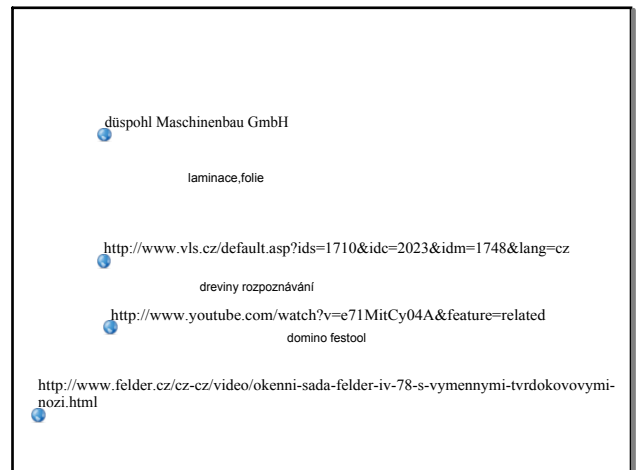 düspohl Maschinenbau GmbH
laminace,folie
http://www.vls.cz/default.asp?ids=1710&idc=2023&idm=1748&lang=cz
dreviny rozpoznávání
http://www.youtube.com/watch?v=e71MitCy04A&feature=related
domino festool
http://www.felder.cz/cz-cz/video/okenni-sada-felder-iv-78-s-vymennymi-tvrdokovovymi-
nozi.html